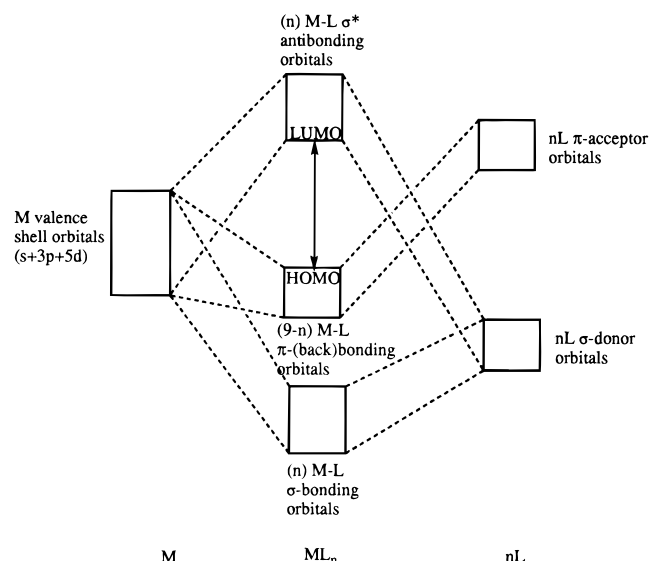 (n) M-L σ*
antibonding
orbitals
LUMO
nL π-acceptor
orbitals
M valence
shell orbitals
(s+3p+5d)
HOMO
(9-n) M-L
π-(back)bonding
orbitals
nL σ-donor
orbitals
(n) M-L
σ-bonding
orbitals
M MLₙ nL